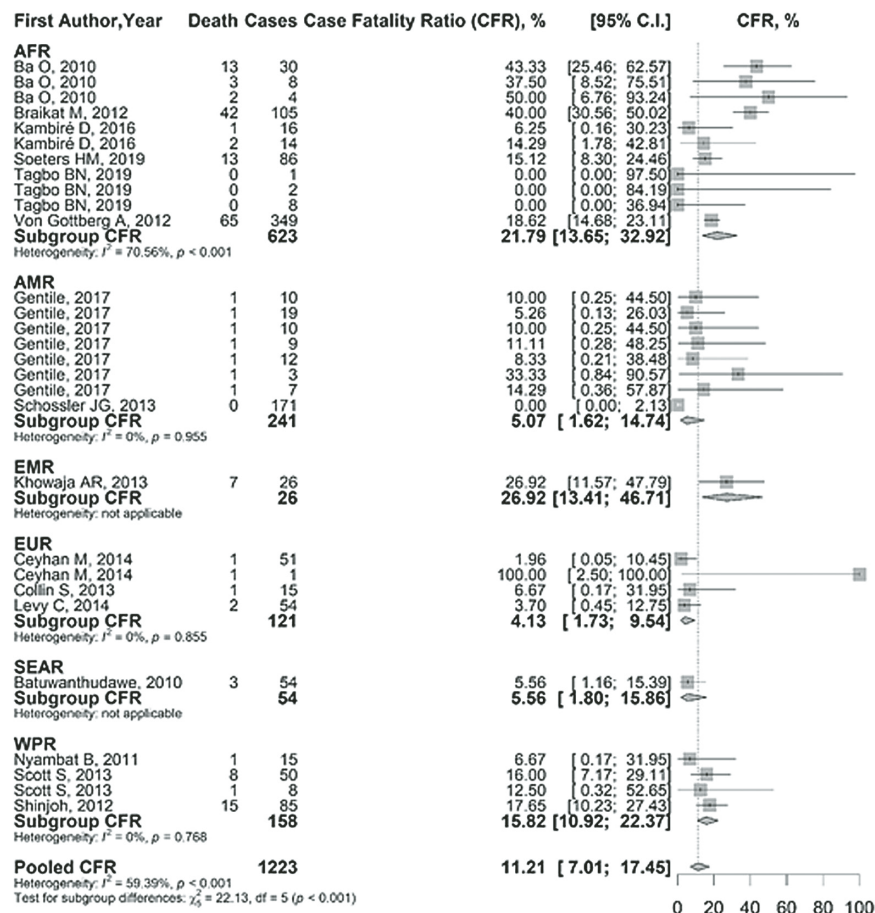 First Author,Year Death Cases Case Fatality Ratio (CFR), % [95% C.I.] CFR, %
AFR
Ba O, 2010 13 30 43.33 [25.46; 62.57]
Ba O, 2010 3 8 37.50 [ 8.52; 75.51]
Ba O, 2010 2 4 50.00 [ 6.76; 93.24]
Braikat M, 2012 42 105 40.00 [30.56; 50.02]
Kambiré D, 2016 1 16 6.25 [ 0.16; 30.23]
Kambiré D, 2016 2 14 14.29 [ 1.78; 42.81]
Soeters HM, 2019 13 86 15.12 [ 8.30; 24.46]
Tagbo BN, 2019 0 1 0.00 [ 0.00; 97.50]
Tagbo BN, 2019 0 2 0.00 [ 0.00; 84.19]
Tagbo BN, 2019 0 8 0.00 [ 0.00; 36.94]
Von Gottberg A, 2012 65 349 18.62 [14.68; 23.11]
Subgroup CFR 623 21.79 [13.65; 32.92]
Heterogeneity: I² = 70.56%, p < 0.001
AMR
Gentile, 2017 1 10 10.00 [ 0.25; 44.50]
Gentile, 2017 1 19 5.26 [ 0.13; 26.03]
Gentile, 2017 1 10 10.00 [ 0.25; 44.50]
Gentile, 2017 1 9 11.11 [ 0.28; 48.25]
Gentile, 2017 1 12 8.33 [ 0.21; 38.48]
Gentile, 2017 1 3 33.33 [ 0.84; 90.57]
Gentile, 2017 1 7 14.29 [ 0.36; 57.87]
Schossler JG, 2013 0 171 0.00 [ 0.00; 2.13]
Subgroup CFR 241 5.07 [ 1.62; 14.74]
Heterogeneity: I² = 0%, p = 0.955
EMR
Khowaja AR, 2013 7 26 26.92 [11.57; 47.79]
Subgroup CFR 26 26.92 [13.41; 46.71]
Heterogeneity: not applicable
EUR
Ceyhan M, 2014 1 51 1.96 [ 0.05; 10.45]
Ceyhan M, 2014 1 1 100.00 [ 2.50; 100.00]
Collin S, 2013 1 15 6.67 [ 0.17; 31.95]
Levy C, 2014 2 54 3.70 [ 0.45; 12.75]
Subgroup CFR 121 4.13 [ 1.73; 9.54]
Heterogeneity: I² = 0%, p = 0.855
SEAR
Batuwanthudawe, 2010 3 54 5.56 [ 1.16; 15.39]
Subgroup CFR 54 5.56 [ 1.80; 15.86]
Heterogeneity: not applicable
WPR
Nyambat B, 2011 1 15 6.67 [ 0.17; 31.95]
Scott S, 2013 8 50 16.00 [ 7.17; 29.11]
Scott S, 2013 1 8 12.50 [ 0.32; 52.65]
Shinjoh, 2012 15 85 17.65 [10.23; 27.43]
Subgroup CFR 158 15.82 [10.92; 22.37]
Heterogeneity: I² = 0%, p = 0.768
Pooled CFR 1223 11.21 [ 7.01; 17.45]
Heterogeneity: I² = 59.39%, p < 0.001
Test for subgroup differences: χ²₅ = 22.13, df = 5 (p < 0.001)
0 20 40 60 80 100